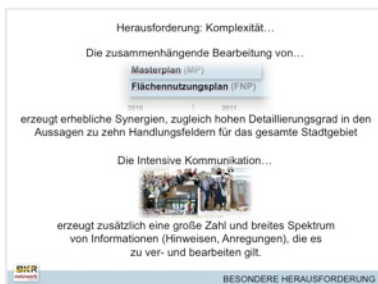 Herausforderung: Komplexität…
Die zusammenhängende Bearbeitung von…
Masterplan (MP)
Flächennutzungsplan (FNP)
2010 2011
erzeugt erhebliche Synergien, zugleich hohen Detaillierungsgrad in den
Aussagen zu zehn Handlungsfeldern für das gesamte Stadtgebiet
Die Intensive Kommunikation…
erzeugt zusätzlich eine große Zahl und breites Spektrum
von Informationen (Hinweisen, Anregungen), die es
zu ver- und bearbeiten gilt.
BKR
BESONDERE HERAUSFORDERUNG